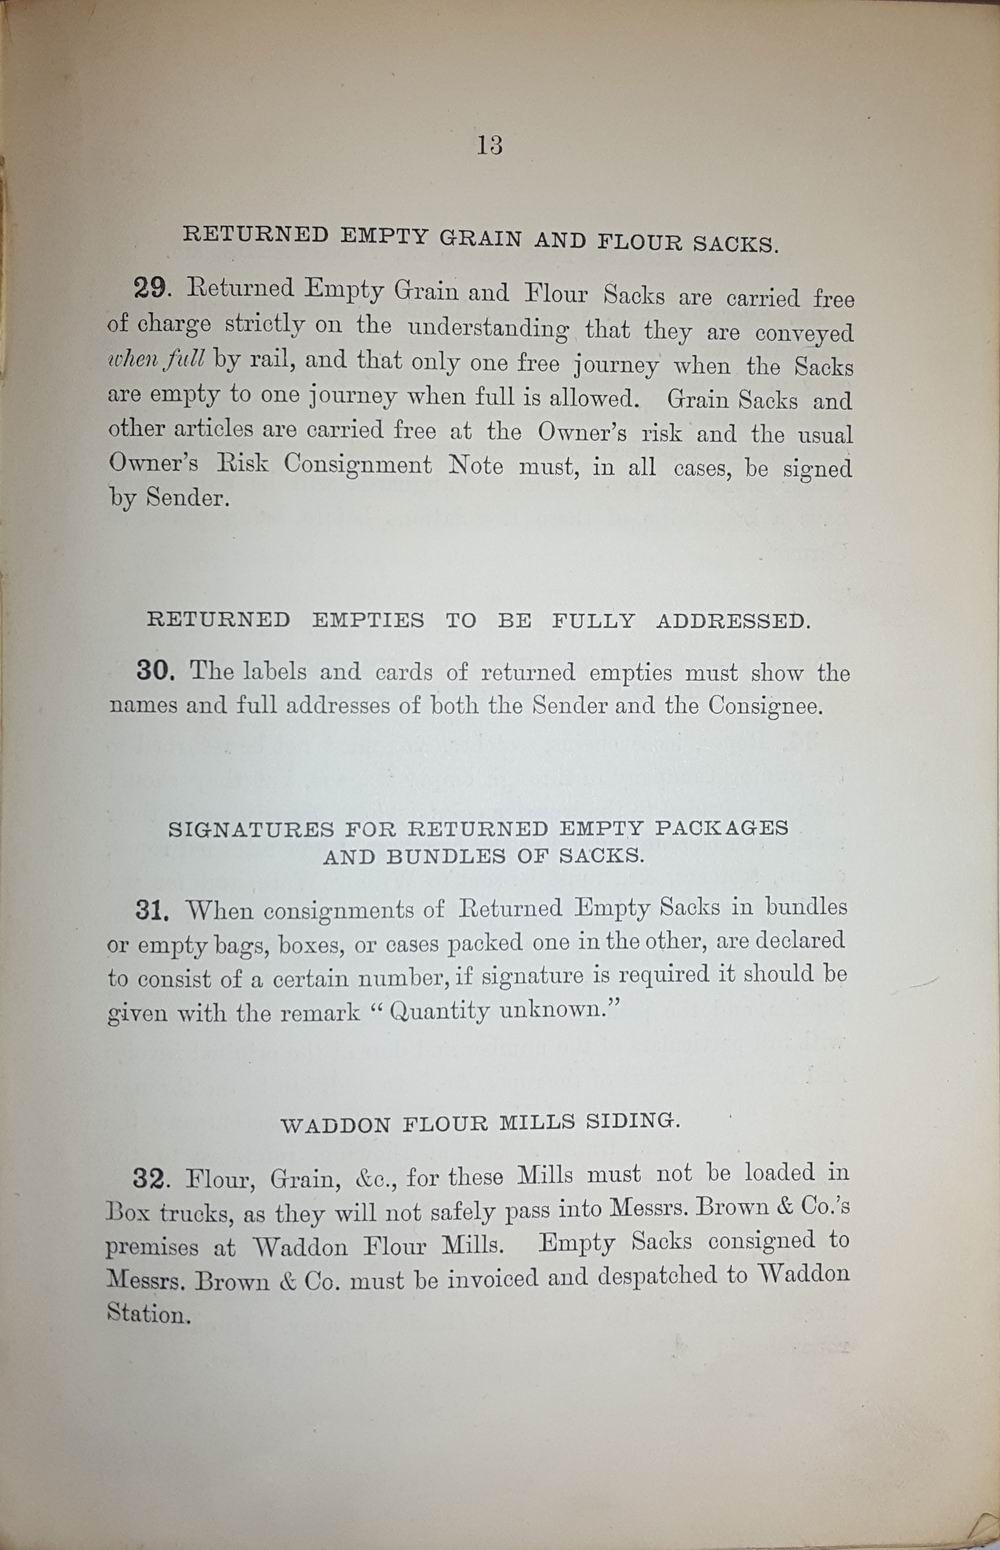 13
RETURNED EMPTY GRAIN AND FLOUR SACKS.
29. Returned Empty Grain and Flour Sacks are carried free
of charge strictly on the understanding that they are conveyed
when full by rail, and that only one free journey when the Sacks
are empty to one journey when full is allowed. Grain Sacks and
other articles are carried free at the Owner's risk and the usual
Owner's Risk Consignment Note must, in all cases, be signed
by Sender.
RETURNED EMPTIES TO BE FULLY ADDRESSED.
30. The labels and cards of returned empties must show the
names and full addresses of both the Sender and the Consignee.
SIGNATURES FOR RETURNED EMPTY PACKAGES
AND BUNDLES OF SACKS.
31. When consignments of Returned Empty Sacks in bundles
or empty bags, boxes, or cases packed one in the other, are declared
to consist of a certain number, if signature is required it should be
given with the remark “ Quantity unknown.”
WADDON FLOUR MILLS SIDING.
32. Flour, Grain, &c., for these Mills must not be loaded in
Box trucks, as they will not safely pass into Messrs. Brown & Co.'s
premises at Waddon Flour Mills. Empty Sacks consigned to
Messrs. Brown & Co. must be invoiced and despatched to Waddon
Station.